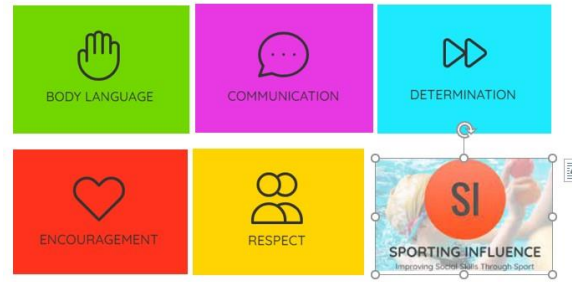 BODY LANGUAGE
COMMUNICATION
DETERMINATION
ENCOURAGEMENT
RESPECT
SI
SPORTING INFLUENCE
Improving Social Skills Through Sport